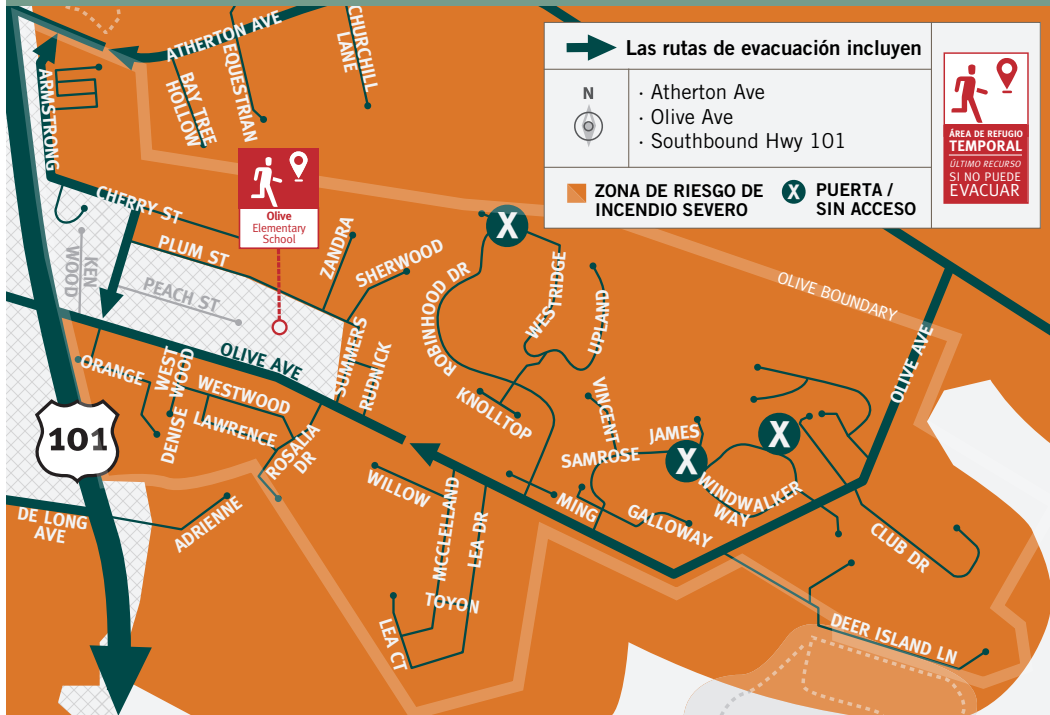 Las rutas de evacuación incluyen
N
· Atherton Ave
· Olive Ave
· Southbound Hwy 101
ZONA DE RIESGO DE
INCENDIO SEVERO
X
PUERTA /
SIN ACCESO
ÁREA DE REFUGIO
TEMPORAL
ÚLTIMO RECURSO
SI NO PUEDE
EVACUAR
ATHERTON AVE
EQUESTRIAN
CHURCHILL
LANE
ARMSTRONG
BAY TREE
HOLLOW
Olive
Elementary
School
CHERRY ST
PLUM ST
KEN
WOOD
PEACH ST
ZANDRA
SHERWOOD
X
ROBINHOOD DR
WESTRIDGE
UPLAND
OLIVE BOUNDARY
OLIVE AVE
OLIVE AVE
SUMMERS
RUDNICK
ORANGE
WEST
WOOD
WESTWOOD
DENISE
LAWRENCE
ROSALIA
DR
KNOLLTOP
VINCENT
JAMES
SAMROSE
X
X
WINDWALKER
WAY
101
WILLOW
MCCLELLAND
LEA DR
MING
GALLOWAY
CLUB DR
DE LONG
AVE
ADRIENNE
TOYON
LEA CT
DEER ISLAND LN